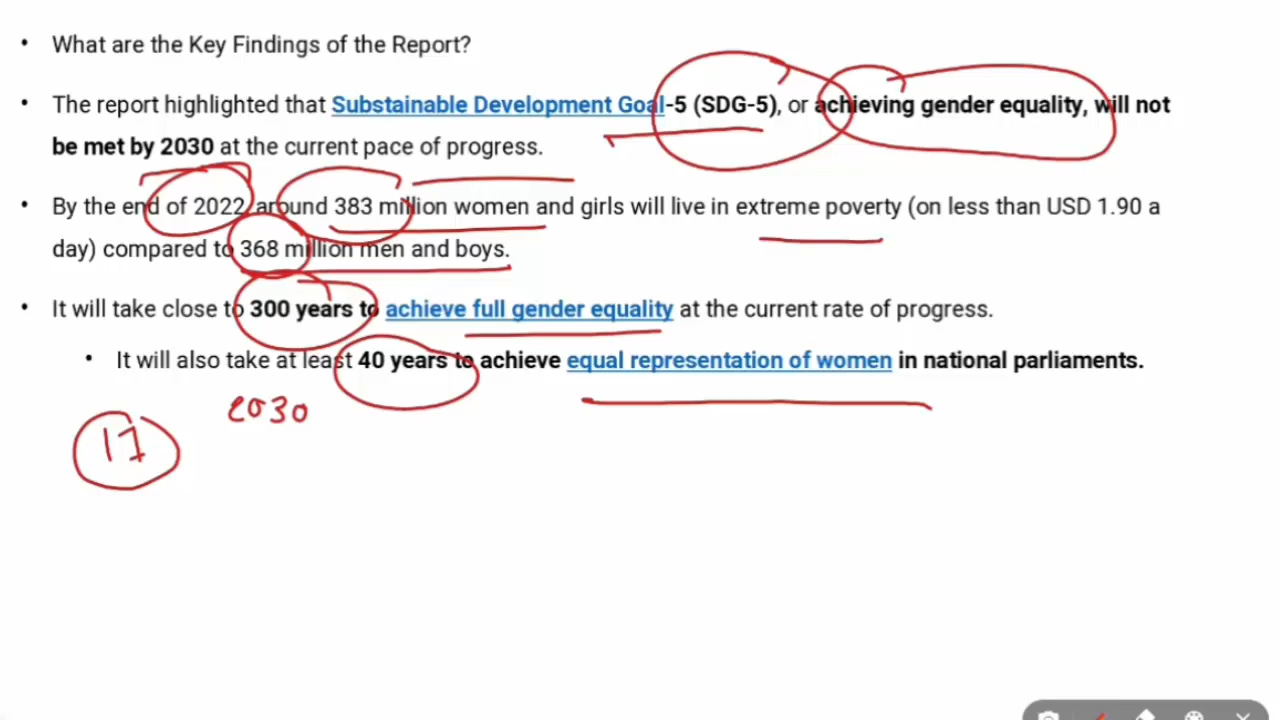 • What are the Key Findings of the Report?
• The report highlighted that Substainable Development Goal-5 (SDG-5), or achieving gender equality, will not
be met by 2030 at the current pace of progress.
• By the end of 2022, around 383 million women and girls will live in extreme poverty (on less than USD 1.90 a
day) compared to 368 million men and boys.
• It will take close to 300 years to achieve full gender equality at the current rate of progress.
• It will also take at least 40 years to achieve equal representation of women in national parliaments.
2030
17